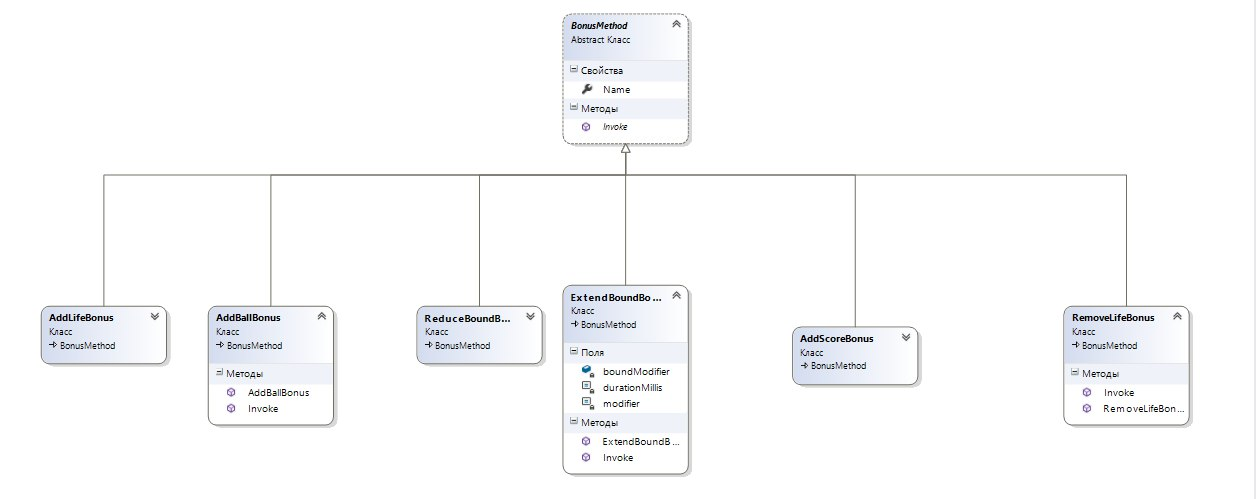 BonusMethod
Abstract Класс
Свойства
Name
Методы
Invoke
AddLifeBonus
Класс
BonusMethod
AddBallBonus
Класс
BonusMethod
Методы
AddBallBonus
Invoke
ReduceBoundB...
Класс
BonusMethod
ExtendBoundBo ...
Класс
BonusMethod
Поля
boundModifier
durationMillis
modifier
Методы
ExtendBoundB ...
Invoke
AddScoreBonus
Класс
BonusMethod
RemoveLifeBonus
Класс
BonusMethod
Методы
Invoke
RemoveLifeBon...